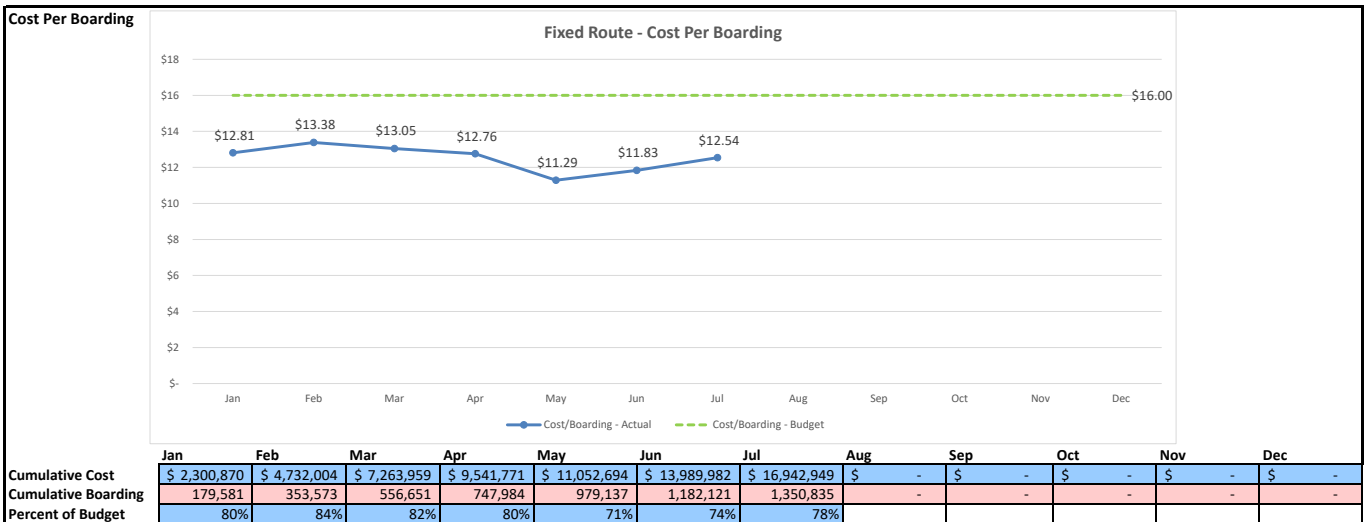 Cost Per Boarding
Fixed Route - Cost Per Boarding
$18
$16
$14
$12
$10
$8
$6
$4
$2
$-
$16.00
$12.81
$13.38
$13.05
$12.76
$11.29
$11.83
$12.54
Jan Feb Mar Apr May Jun Jul Aug Sep Oct Nov Dec
Cost/Boarding - Actual Cost/Boarding - Budget
Jan Feb Mar Apr May Jun Jul Aug Sep Oct Nov Dec
Cumulative Cost $ 2,300,870 $ 4,732,004 $ 7,263,959 $ 9,541,771 $ 11,052,694 $ 13,989,982 $ 16,942,949 $ - $ - $ - $ - $ -
Cumulative Boarding 179,581 353,573 556,651 747,984 979,137 1,182,121 1,350,835 - - - - -
Percent of Budget 80% 84% 82% 80% 71% 74% 78%